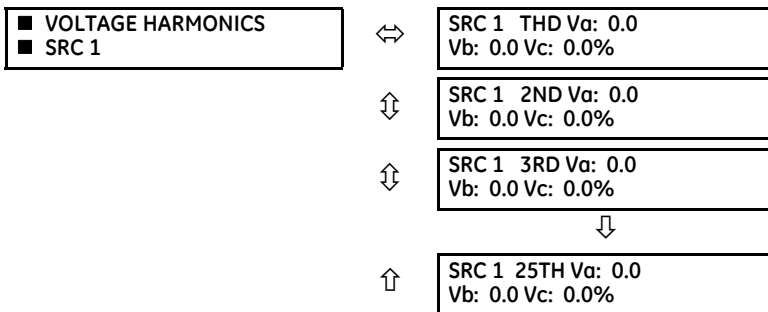 ■ VOLTAGE HARMONICS
■ SRC 1
SRC 1 THD Va: 0.0
Vb: 0.0 Vc: 0.0%
SRC 1 2ND Va: 0.0
Vb: 0.0 Vc: 0.0%
SRC 1 3RD Va: 0.0
Vb: 0.0 Vc: 0.0%
SRC 1 25TH Va: 0.0
Vb: 0.0 Vc: 0.0%